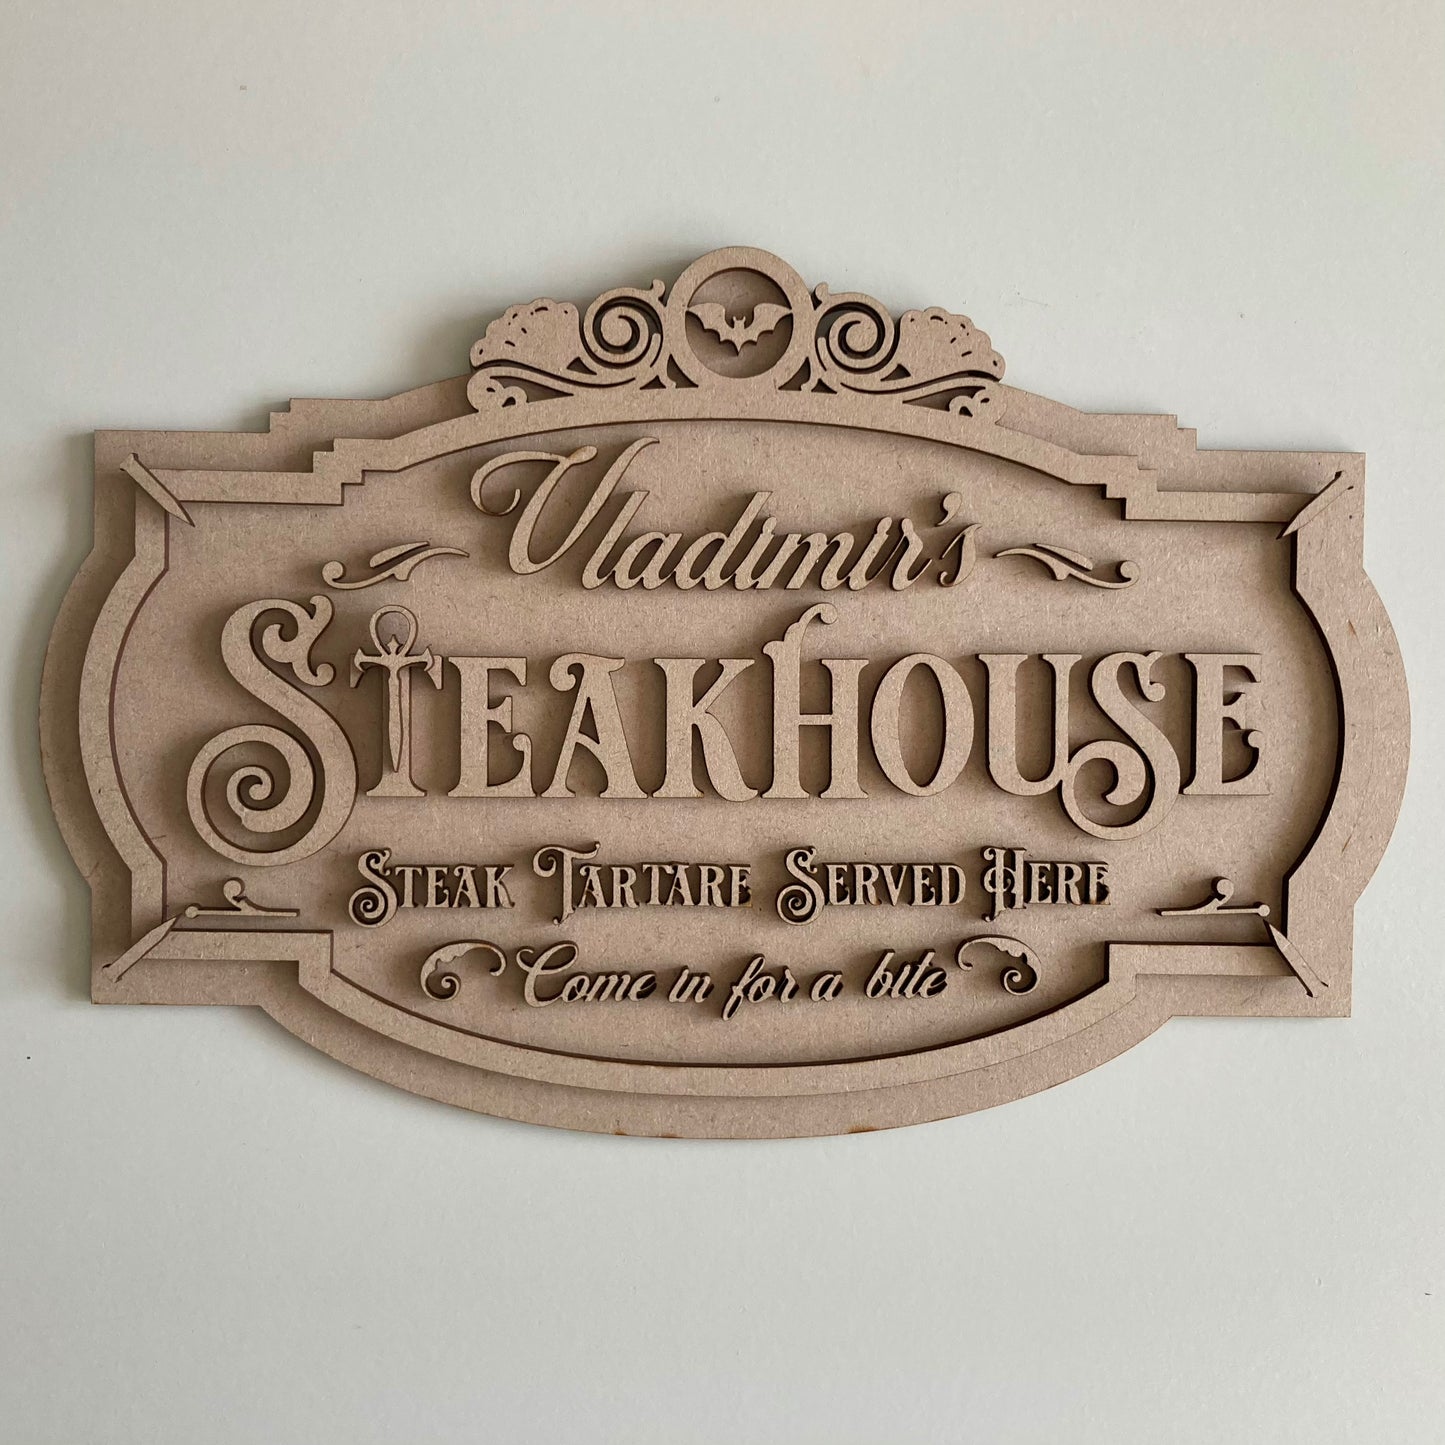 Vladimir's
STEAKHOUSE
STEAK TARTARE SERVED HERE
Come in for a bite